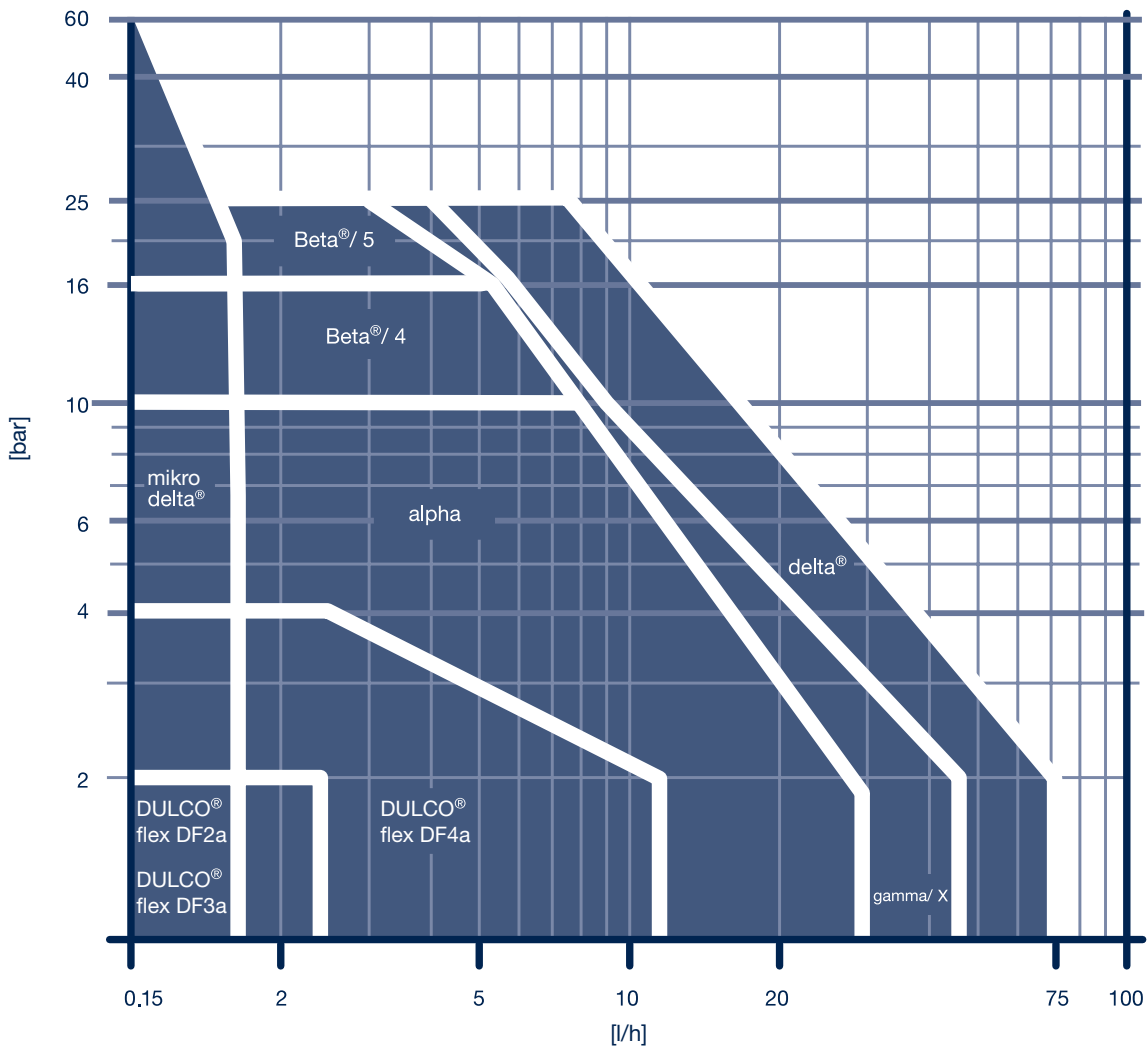 60
40
25
16
10
6
4
2
[bar]
Beta®/ 5
Beta®/ 4
mikro
delta®
alpha
delta®
DULCO®
flex DF2a
DULCO®
flex DF3a
DULCO®
flex DF4a
gamma/ X
0.15
2
5
10
20
75
100
[l/h]